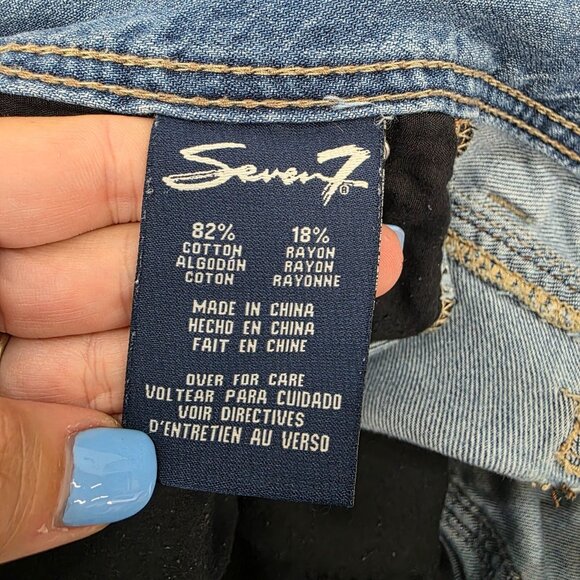 Seven7
82% 18%
COTTON RAYON
ALGODÓN RAYON
COTON RAYONNE
MADE IN CHINA
HECHO EN CHINA
FAIT EN CHINE
OVER FOR CARE
VOLTEAR PARA CUIDADO
VOIR DIRECTIVES
D'ENTRETIEN AU VERSO